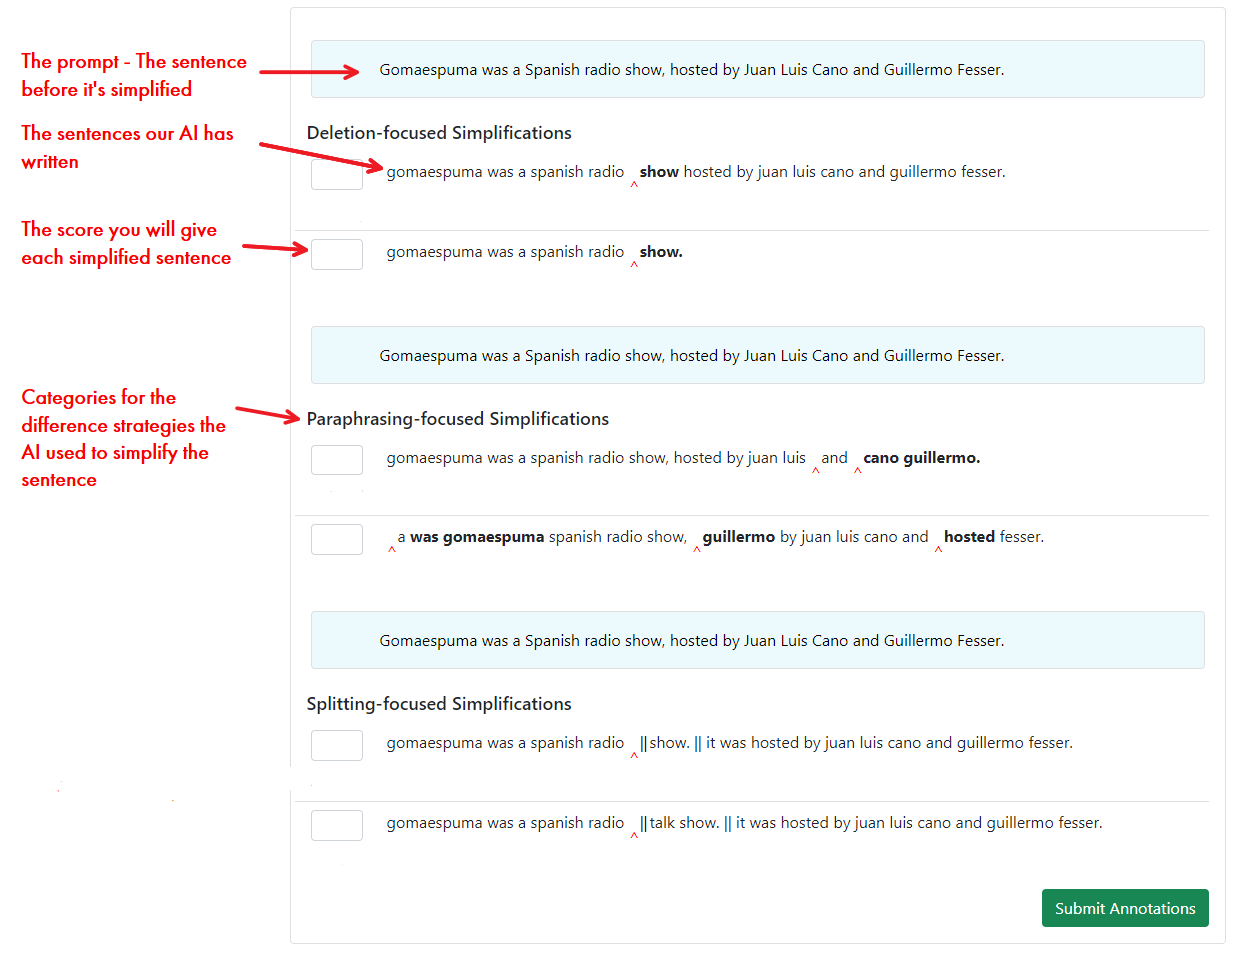 The prompt - The sentence
before it's simplified
Gomaespuma was a Spanish radio show, hosted by Juan Luis Cano and Guillermo Fesser.
The sentences our AI has
written
Deletion-focused Simplifications
gomaespuma was a spanish radio ^ show hosted by juan luis cano and guillermo fesser.
The score you will give
each simplified sentence
gomaespuma was a spanish radio ^ show.
Gomaespuma was a Spanish radio show, hosted by Juan Luis Cano and Guillermo Fesser.
Categories for the
difference strategies the
AI used to simplify the
sentence
Paraphrasing-focused Simplifications
gomaespuma was a spanish radio show, hosted by juan luis ^ and ^ cano guillermo.
^ a was gomaespuma spanish radio show, ^ guillermo by juan luis cano and ^ hosted fesser.
Gomaespuma was a Spanish radio show, hosted by Juan Luis Cano and Guillermo Fesser.
Splitting-focused Simplifications
gomaespuma was a spanish radio ^ || show. || it was hosted by juan luis cano and guillermo fesser.
gomaespuma was a spanish radio ^ || talk show. || it was hosted by juan luis cano and guillermo fesser.
Submit Annotations